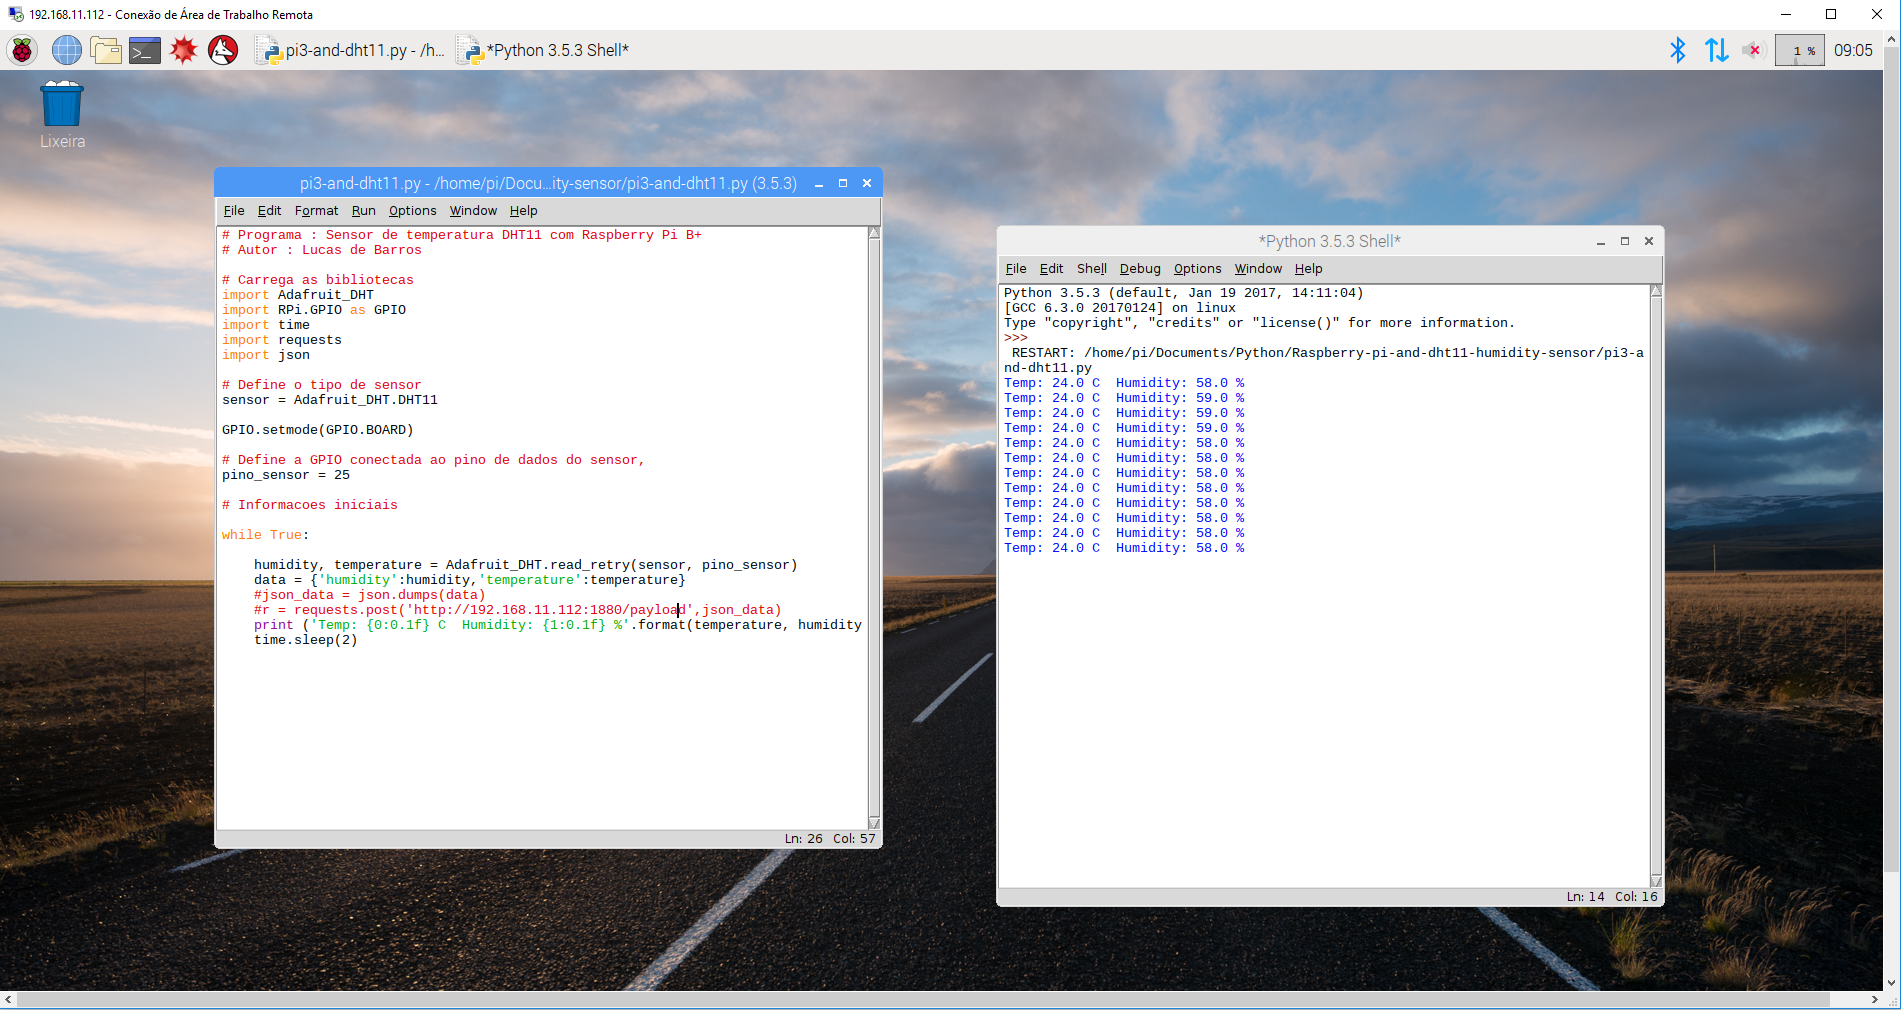 192.168.11.112 - Conexão de Área de Trabalho Remota
pi3-and-dht11.py - /h...
*Python 3.5.3 Shell*
1 %
09:05
Lixeira
pi3-and-dht11.py - /home/pi/Docu...ity-sensor/pi3-and-dht11.py (3.5.3)
File Edit Format Run Options Window Help
# Programa : Sensor de temperatura DHT11 com Raspberry Pi B+
# Autor : Lucas de Barros
# Carrega as bibliotecas
import Adafruit_DHT
import RPi.GPIO as GPIO
import time
import requests
import json
# Define o tipo de sensor
sensor = Adafruit_DHT.DHT11
GPIO.setmode(GPIO.BOARD)
# Define a GPIO conectada ao pino de dados do sensor,
pino_sensor = 25
# Informacoes iniciais
while True:
humidity, temperature = Adafruit_DHT.read_retry(sensor, pino_sensor)
data = {'humidity':humidity,'temperature':temperature}
#json_data = json.dumps(data)
#r = requests.post('http://192.168.11.112:1880/payload',json_data)
print ('Temp: {0:0.1f} C  Humidity: {1:0.1f} %'.format(temperature, humidity
time.sleep(2)
Ln: 26 Col: 57
*Python 3.5.3 Shell*
File Edit Shell Debug Options Window Help
Python 3.5.3 (default, Jan 19 2017, 14:11:04)
[GCC 6.3.0 20170124] on linux
Type "copyright", "credits" or "license()" for more information.
>>>
RESTART: /home/pi/Documents/Python/Raspberry-pi-and-dht11-humidity-sensor/pi3-a
nd-dht11.py
Temp: 24.0 C  Humidity: 58.0 %
Temp: 24.0 C  Humidity: 59.0 %
Temp: 24.0 C  Humidity: 59.0 %
Temp: 24.0 C  Humidity: 59.0 %
Temp: 24.0 C  Humidity: 58.0 %
Temp: 24.0 C  Humidity: 58.0 %
Temp: 24.0 C  Humidity: 58.0 %
Temp: 24.0 C  Humidity: 58.0 %
Temp: 24.0 C  Humidity: 58.0 %
Temp: 24.0 C  Humidity: 58.0 %
Temp: 24.0 C  Humidity: 58.0 %
Temp: 24.0 C  Humidity: 58.0 %
Ln: 14 Col: 16